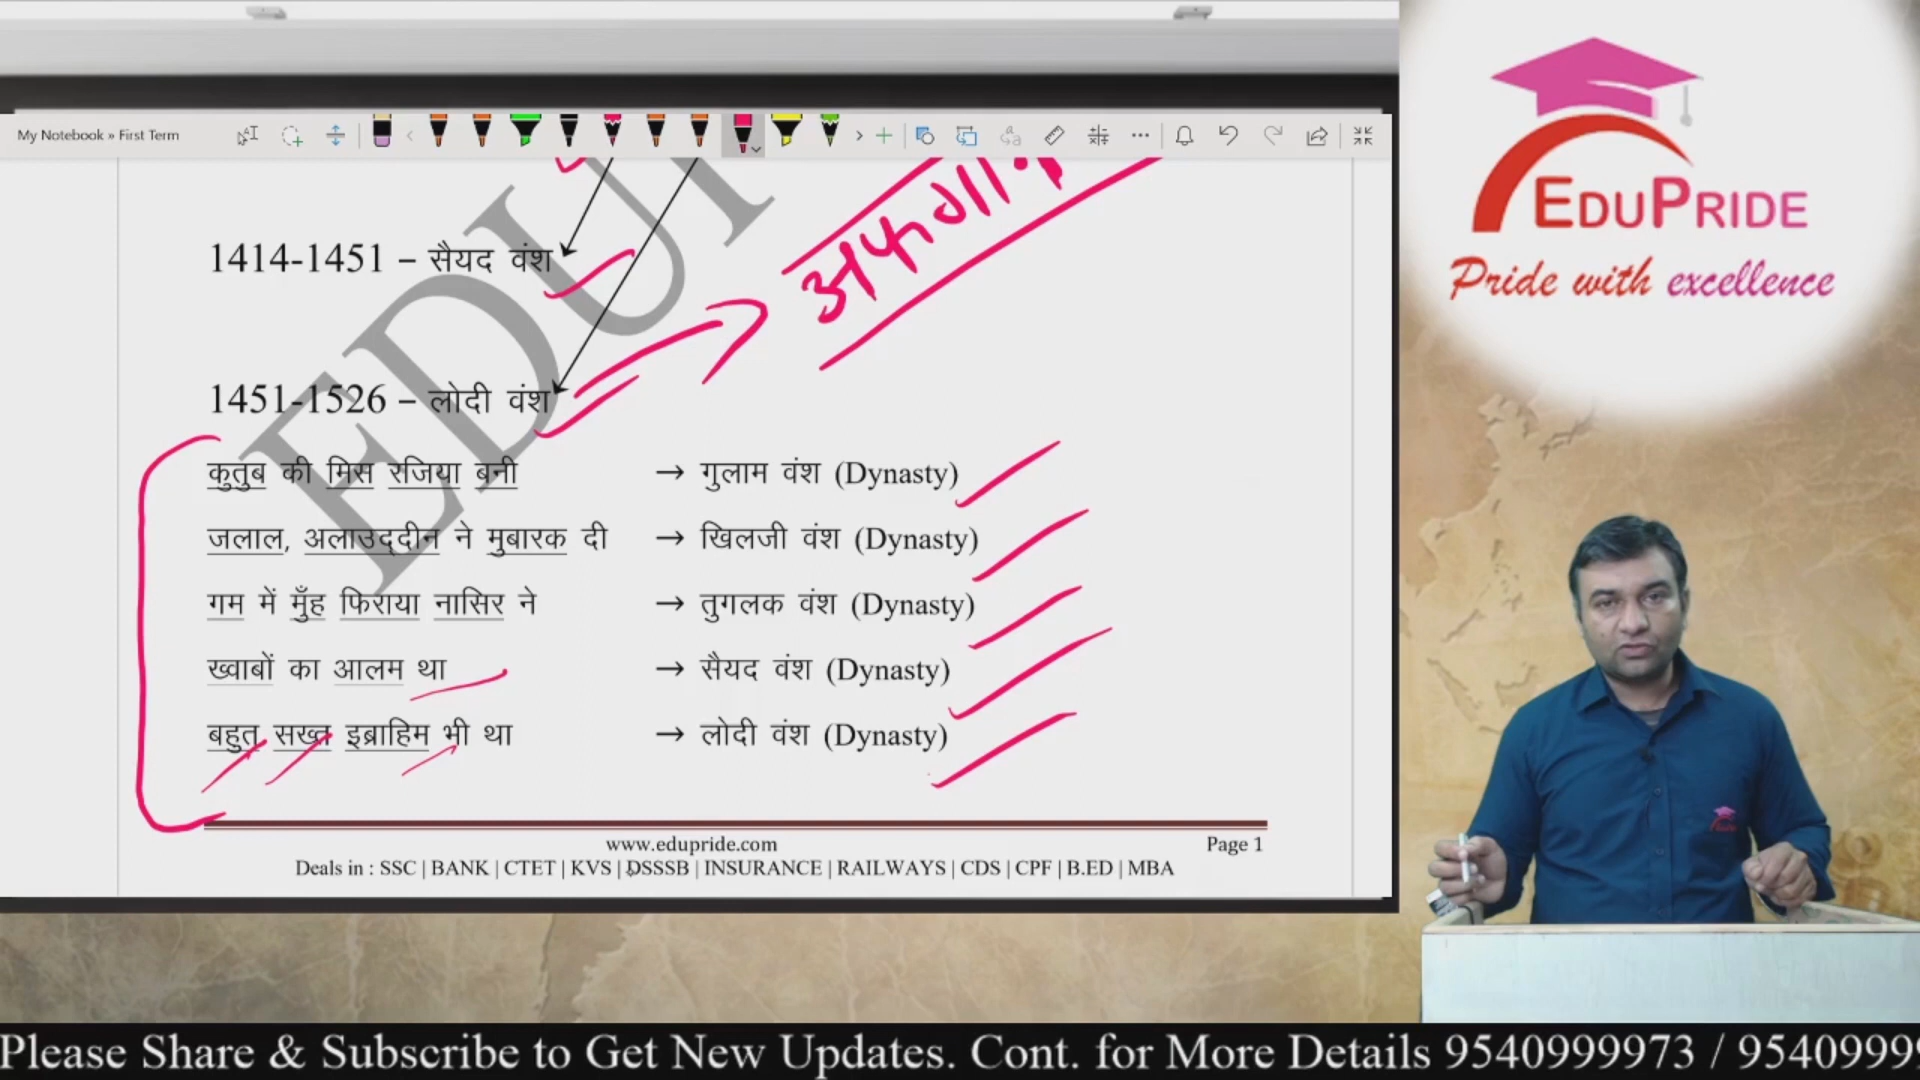 My Notebook » First Term
EDUPRIDE
Pride with excellence
1414-1451 – सैयद वंश
1451-1526 – लोदी वंश
कुतुब की मिस रजिया बनी → गुलाम वंश (Dynasty)
जलाल, अलाउद्दीन ने मुबारक दी → खिलजी वंश (Dynasty)
गम में मुँह फिराया नासिर ने → तुगलक वंश (Dynasty)
ख्वाबों का आलम था → सैयद वंश (Dynasty)
बहुत सख्त इब्राहिम भी था → लोदी वंश (Dynasty)
www.edupride.com
Page 1
Deals in : SSC | BANK | CTET | KVS | DSSSB | INSURANCE | RAILWAYS | CDS | CPF | B.ED | MBA
Please Share & Subscribe to Get New Updates. Cont. for More Details 9540999973 /